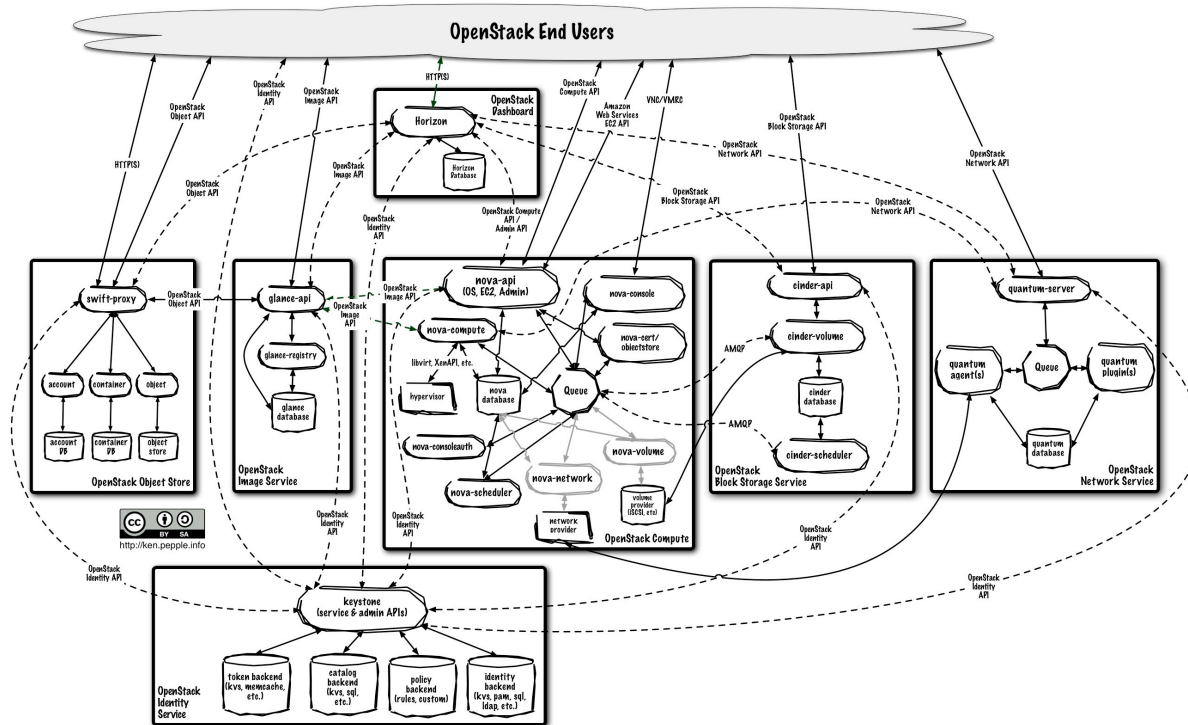 OpenStack End Users
HTTP(S)
OpenStack
Object API
OpenStack
Identity
API
OpenStack
Image API
HTTP(S)
OpenStack
Compute API
Amazon
Web Services
EC2 API
VNC/VMRC
OpenStack
Block Storage API
OpenStack
Network API
OpenStack
Dashboard
Horizon
Horizon
Database
OpenStack
Object API
OpenStack
Image API
OpenStack
Identity
API
OpenStack Compute
API /
Admin API
OpenStack
Block Storage API
OpenStack
Network API
OpenStack
Network API
swift-proxy
account
container
object
account
DB
container
DB
object
store
OpenStack Object Store
OpenStack
Object API
glance-api
glance-registry
glance
database
OpenStack
Image Service
OpenStack
Image API
OpenStack
Image API
nova-api
(OS, EC2, Admin)
nova-console
nova-compute
nova-cert/
objectstore
libvirt, XenAPI, etc.
hypervisor
nova
database
Queue
nova-consoleauth
nova-volume
nova-network
nova-scheduler
volume
provider
(iSCSI, etc)
network
provider
OpenStack Compute
AMQP
AMQP
cinder-api
cinder-volume
cinder
database
cinder-scheduler
OpenStack
Block Storage Service
quantum-server
quantum
agent(s)
Queue
quantum
plugin(s)
quantum
database
OpenStack
Network Service
cc
BY SA
http://ken.pepple.info
OpenStack
Identity API
OpenStack
Identity
API
OpenStack
Identity
API
OpenStack
Identity
API
OpenStack
Identity
API
keystone
(service & admin APIs)
token backend
(kvs, memcache,
etc.)
catalog
backend
(kvs, sql,
etc.)
policy
backend
(rules, custom)
identity
backend
(kvs, pam, sql,
ldap, etc.)
OpenStack
Identity
Service